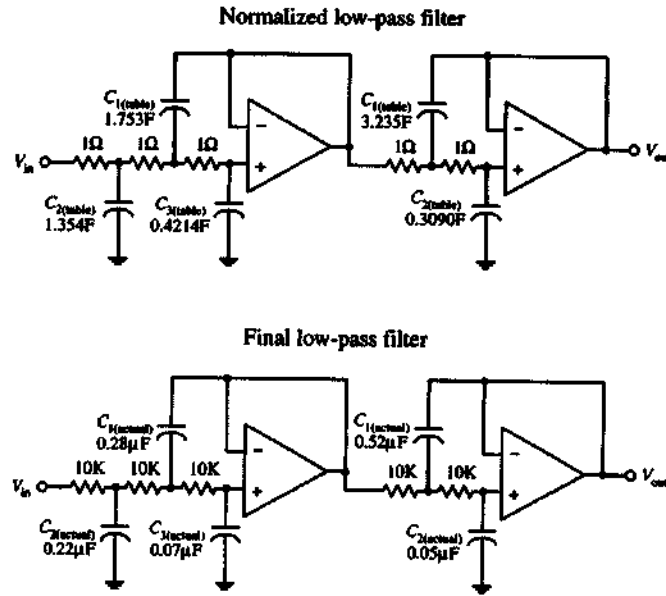 Normalized low-pass filter
C1(table)
1.753F
C1(table)
3.235F
1Ω 1Ω 1Ω
1Ω 1Ω
Vin
−
+
−
+
Vout
C2(table)
1.354F
C3(table)
0.4214F
C2(table)
0.3090F
Final low-pass filter
C1(actual)
0.28μF
C1(actual)
0.52μF
10K 10K 10K
10K 10K
Vin
−
+
−
+
Vout
C2(actual)
0.22μF
C3(actual)
0.07μF
C2(actual)
0.05μF